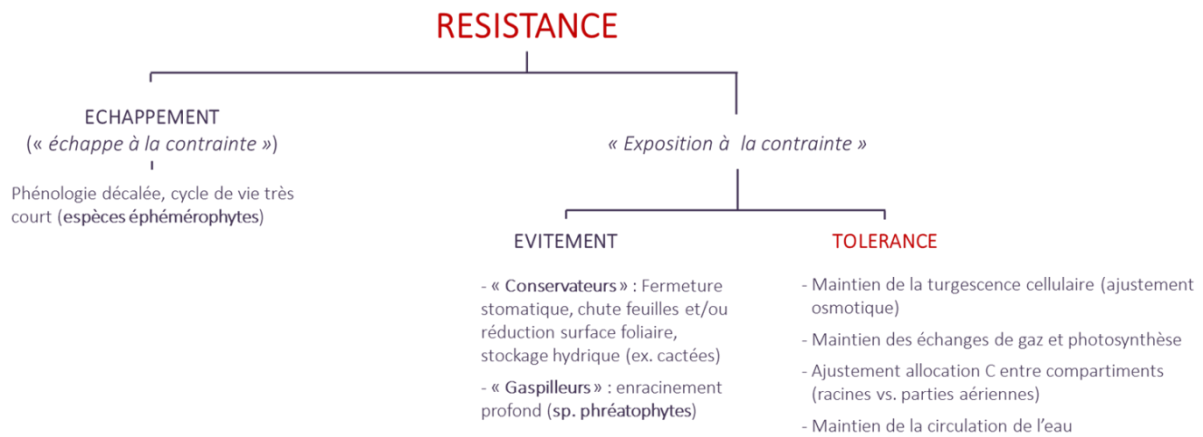 RESISTANCE
ECHAPPEMENT
(« échappe à la contrainte »)
Phénologie décalée, cycle de vie très
court (espèces éphémérophytes)
« Exposition à la contrainte »
EVITEMENT
- « Conservateurs » : Fermeture
stomatique, chute feuilles et/ou
réduction surface foliaire,
stockage hydrique (ex. cactées)
- « Gaspilleurs » : enracinement
profond (sp. phréatophytes)
TOLERANCE
- Maintien de la turgescence cellulaire (ajustement
osmotique)
- Maintien des échanges de gaz et photosynthèse
- Ajustement allocation C entre compartiments
(racines vs. parties aériennes)
- Maintien de la circulation de l’eau